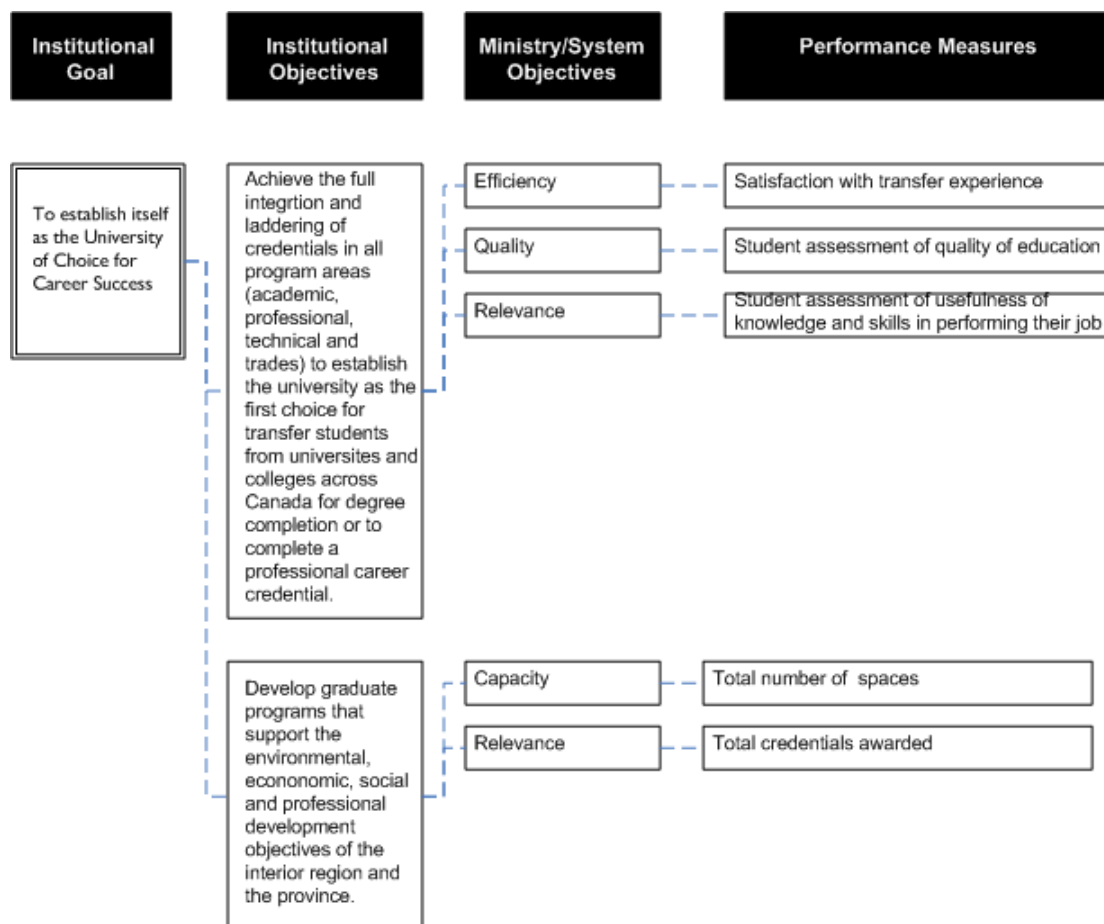 Institutional
Goal
Institutional
Objectives
Ministry/System
Objectives
Performance Measures
To establish itself
as the University
of Choice for
Career Success
Achieve the full
integrtion and
laddering of
credentials in all
program areas
(academic,
professional,
technical and
trades) to establish
the university as the
first choice for
transfer students
from universites and
colleges across
Canada for degree
completion or to
complete a
professional career
credential.
Efficiency
Satisfaction with transfer experience
Quality
Student assessment of quality of education
Relevance
Student assessment of usefulness of
knowledge and skills in performing their job
Develop graduate
programs that
support the
environmental,
econonomic, social
and professional
development
objectives of the
interior region and
the province.
Capacity
Total number of spaces
Relevance
Total credentials awarded